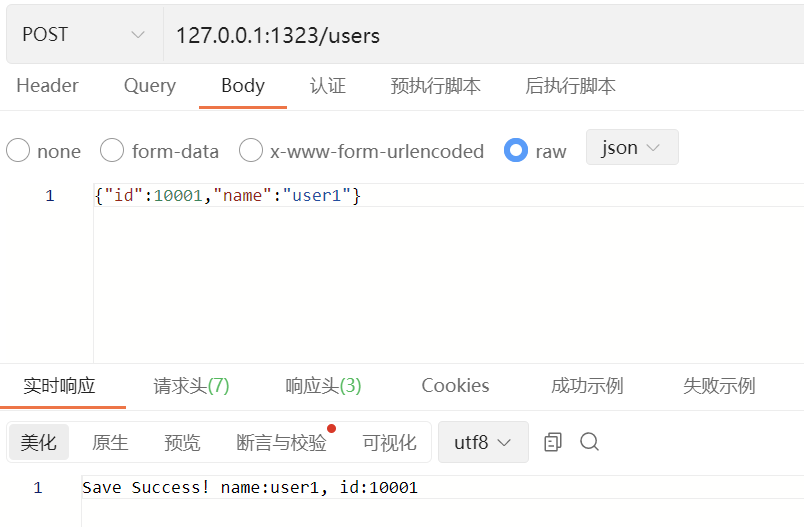 POST 127.0.0.1:1323/users
Header Query Body 认证 预执行脚本 后执行脚本
none form-data x-www-form-urlencoded raw json
1 {"id":10001,"name":"user1"}
实时响应 请求头(7) 响应头(3) Cookies 成功示例 失败示例
美化 原生 预览 断言与校验 可视化 utf8
1 Save Success! name:user1, id:10001